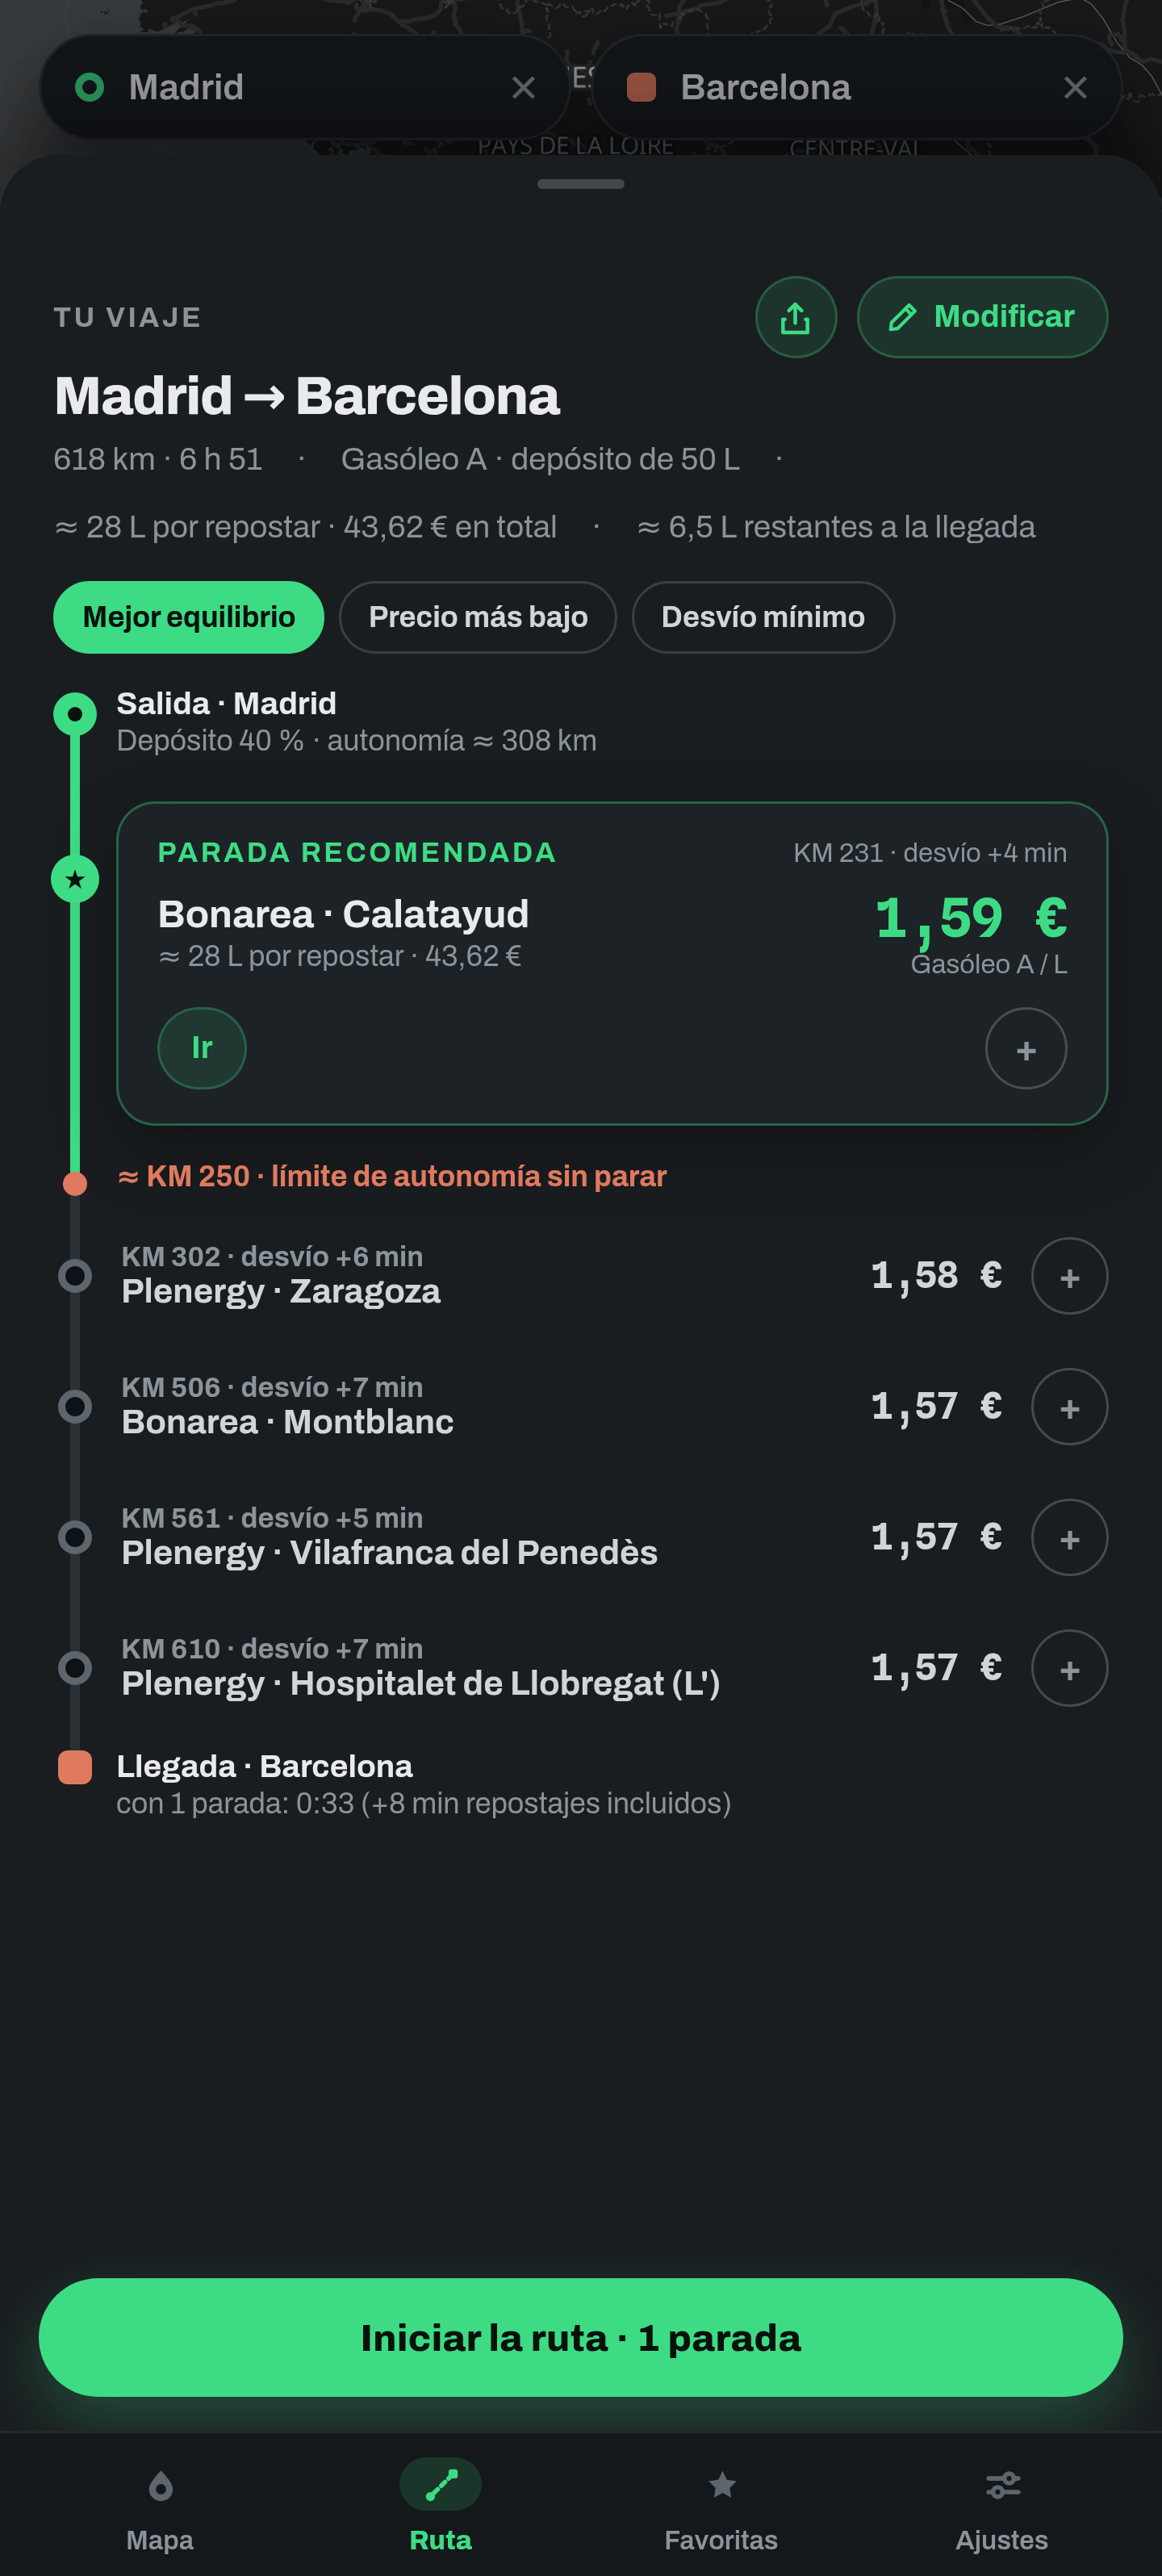 Madrid
Barcelona
PAYS DE LA LOIRE
TU VIAJE
Modificar
Madrid → Barcelona
618 km · 6 h 51 · Gasóleo A · depósito de 50 L ·
≈ 28 L por repostar · 43,62 € en total · ≈ 6,5 L restantes a la llegada
Mejor equilibrio
Precio más bajo
Desvío mínimo
Salida · Madrid
Depósito 40 % · autonomía ≈ 308 km
PARADA RECOMENDADA
KM 231 · desvío +4 min
Bonarea · Calatayud
1,59 €
≈ 28 L por repostar · 43,62 €
Gasóleo A / L
Ir
+
≈ KM 250 · límite de autonomía sin parar
KM 302 · desvío +6 min
Plenergy · Zaragoza
1,58 €
+
KM 506 · desvío +7 min
Bonarea · Montblanc
1,57 €
+
KM 561 · desvío +5 min
Plenergy · Vilafranca del Penedès
1,57 €
+
KM 610 · desvío +7 min
Plenergy · Hospitalet de Llobregat (L')
1,57 €
+
Llegada · Barcelona
con 1 parada: 0:33 (+8 min repostajes incluidos)
Iniciar la ruta · 1 parada
Mapa
Ruta
Favoritas
Ajustes